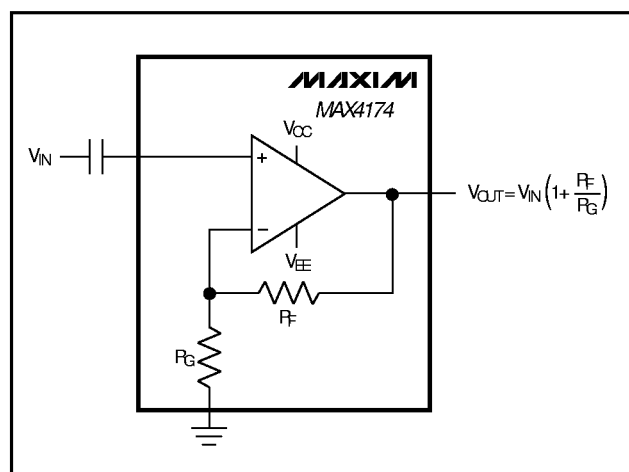 MAXIM
MAX4174
VCC
VIN
+
VOUT = VIN (1+ RF/RG)
−
VEE
RF
RG